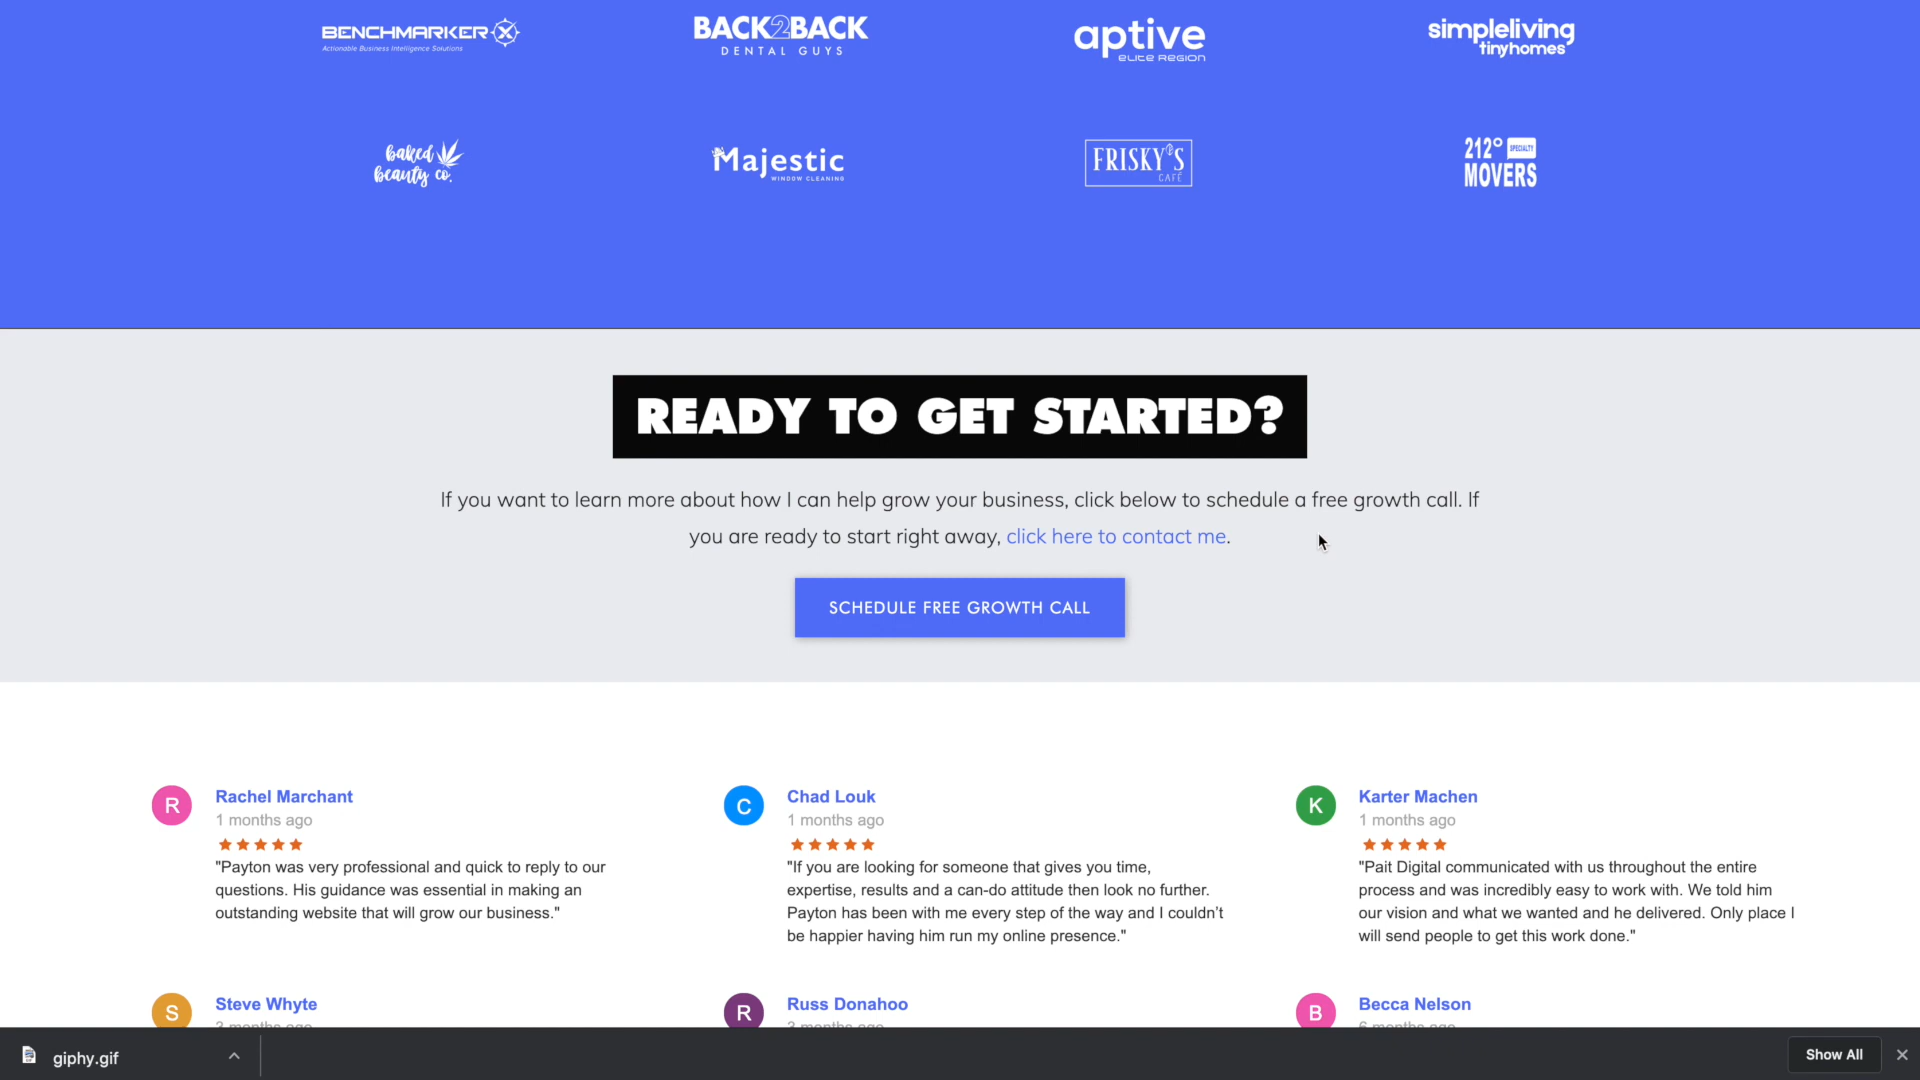 BENCHMARKER X
Actionable Business Intelligence Solutions
BACK2BACK
DENTAL GUYS
aptive
ELITE REGION
simpleliving
tinyhomes
baked
beauty co.
Majestic
WINDOW CLEANING
FRISKY'S
CAFÉ
212° SPECIALTY
MOVERS
READY TO GET STARTED?
If you want to learn more about how I can help grow your business, click below to schedule a free growth call. If
you are ready to start right away, click here to contact me.
SCHEDULE FREE GROWTH CALL
R
Rachel Marchant
1 months ago
"Payton was very professional and quick to reply to our
questions. His guidance was essential in making an
outstanding website that will grow our business."
C
Chad Louk
1 months ago
"If you are looking for someone that gives you time,
expertise, results and a can-do attitude then look no further.
Payton has been with me every step of the way and I couldn't
be happier having him run my online presence."
K
Karter Machen
1 months ago
"Pait Digital communicated with us throughout the entire
process and was incredibly easy to work with. We told him
our vision and what we wanted and he delivered. Only place I
will send people to get this work done."
S
Steve Whyte
3 months ago
R
Russ Donahoo
3 months ago
B
Becca Nelson
6 months ago
giphy.gif
Show All